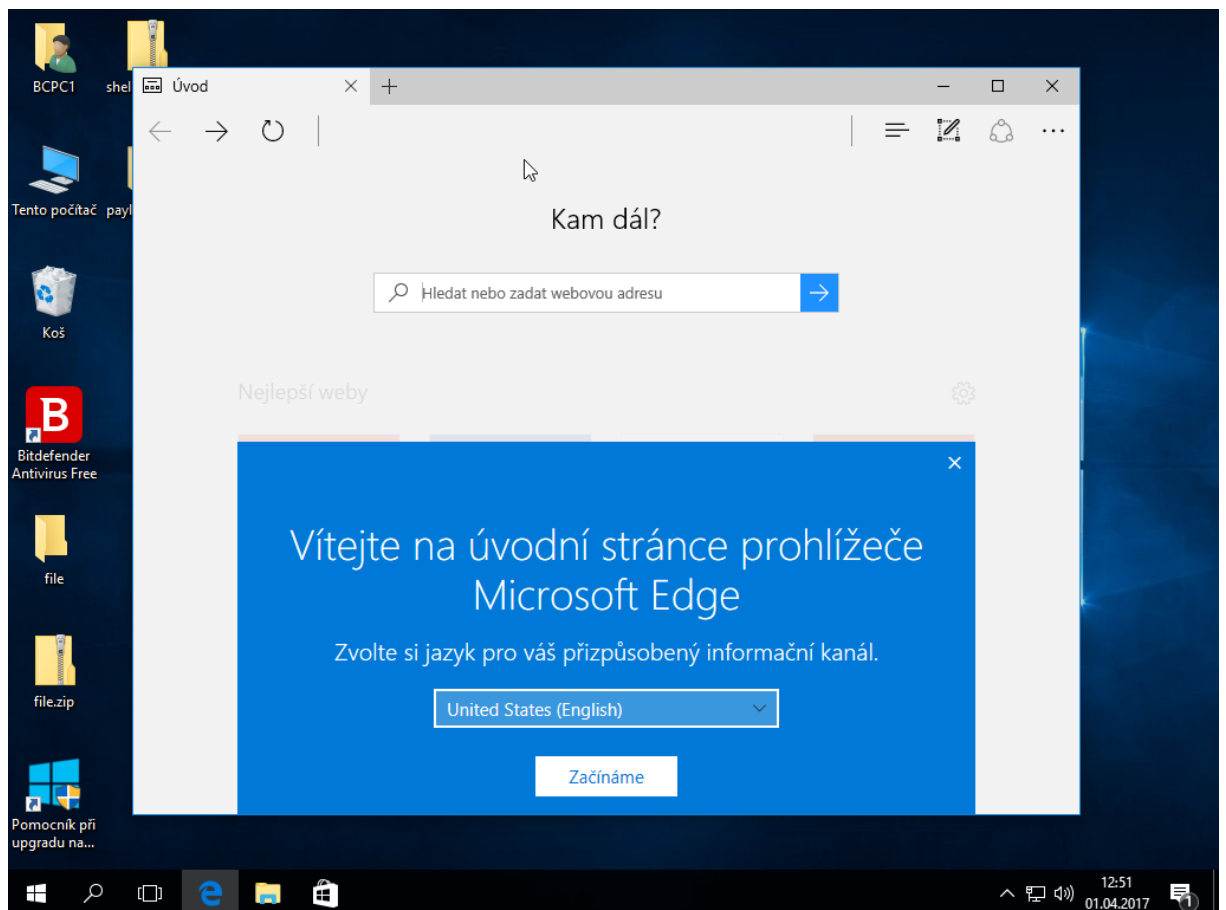 BCPC1
shel
Úvod
Kam dál?
Tento počítač
payl
Hledat nebo zadat webovou adresu
Koš
Nejlepší weby
B
Bitdefender
Antivirus Free
Vítejte na úvodní stránce prohlížeče
Microsoft Edge
Zvolte si jazyk pro váš přizpůsobený informační kanál.
file
United States (English)
file.zip
Začínáme
Pomocník při
upgradu na...
12:51
01.04.2017
1